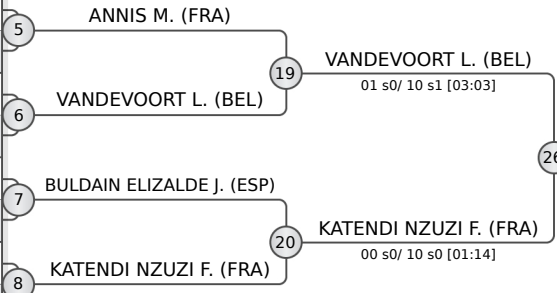 ANNIS M. (FRA)
5
19
VANDEVOORT L. (BEL)
01 s0/ 10 s1 [03:03]
VANDEVOORT L. (BEL)
6
26
BULDAIN ELIZALDE J. (ESP)
7
20
KATENDI NZUZI F. (FRA)
00 s0/ 10 s0 [01:14]
KATENDI NZUZI F. (FRA)
8